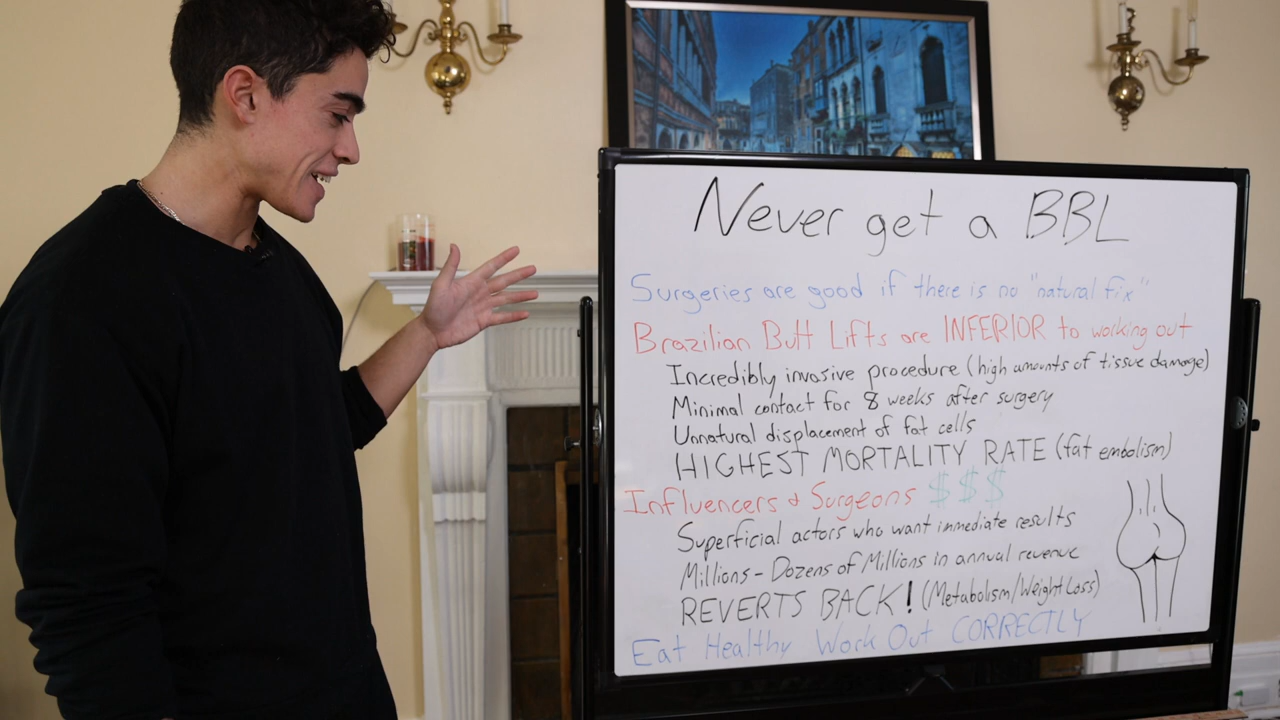 Never get a BBL
Surgeries are good if there is no "natural fix"
Brazilian Butt Lifts are INFERIOR to working out
Incredibly invasive procedure (high amounts of tissue damage)
Minimal contact for 8 weeks after surgery
Unnatural displacement of fat cells
HIGHEST MORTALITY RATE (fat embolism)
Influencers & Surgeons $$$
Superficial actors who want immediate results
Millions - Dozens of Millions in annual revenue
REVERTS BACK! (Metabolism/Weight Loss)
Eat Healthy Work Out CORRECTLY